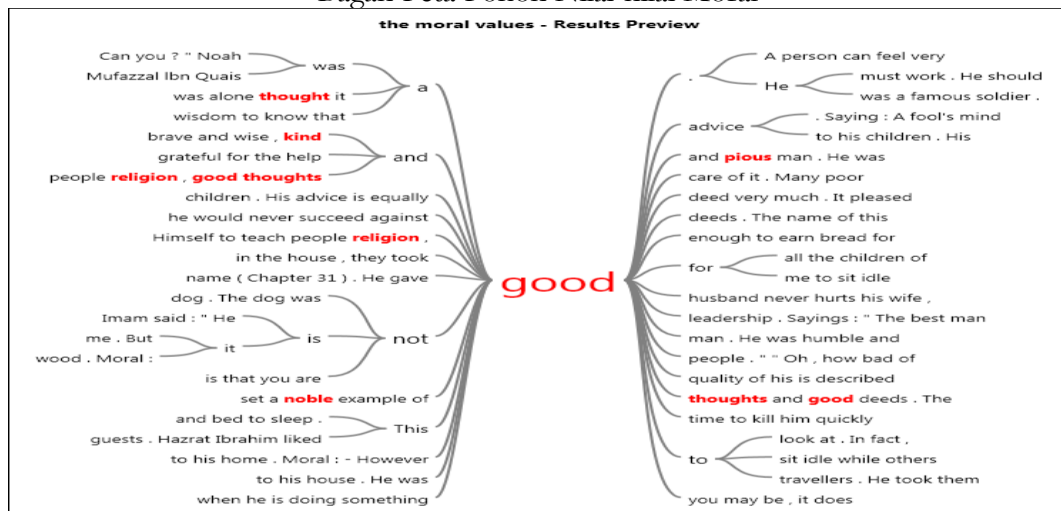 the moral values - Results Preview
Can you ? " Noah
Mufazzal lbn Quais
was
was alone thought it
wisdom to know that
a
brave and wise , kind
grateful for the help
people religion , good thoughts
and
children . His advice is equally
he would never succeed against
Himself to teach people religion ,
in the house , they took
name ( Chapter 31 ) . He gave
dog . The dog was
Imam said : " He
me . But
wood . Moral :
it
is
is that you are
not
set a noble example of
and bed to sleep .
guests . Hazrat Ibrahim liked
This
to his home . Moral : - However
to his house . He was
when he is doing something
good
.
A person can feel very
He
must work . He should
was a famous soldier .
advice
. Saying : A fool's mind
to his children . His
and pious man . He was
care of it . Many poor
deed very much . It pleased
deeds . The name of this
enough to earn bread for
for
all the children of
me to sit idle
husband never hurts his wife ,
leadership . Sayings : " The best man
man . He was humble and
people . " " Oh , how bad of
quality of his is described
thoughts and good deeds . The
time to kill him quickly
to
look at . In fact ,
sit idle while others
travellers . He took them
you may be , it does